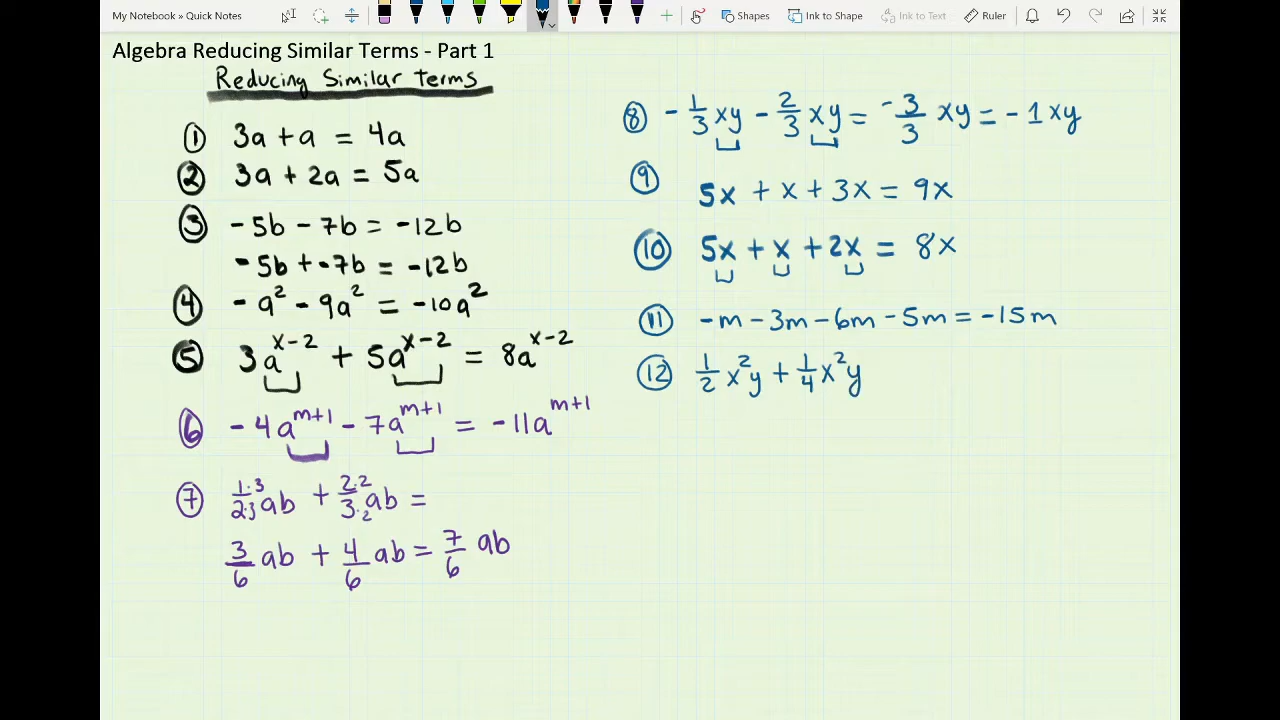 My Notebook » Quick Notes
Shapes
Ink to Shape
Ink to Text
Ruler
Algebra Reducing Similar Terms - Part 1
Reducing Similar terms
① 3a + a = 4a
② 3a + 2a = 5a
③ -5b - 7b = -12b
-5b + -7b = -12b
④ -a² - 9a² = -10a²
⑤ 3a^(x-2) + 5a^(x-2) = 8a^(x-2)
⑥ -4a^(m+1) - 7a^(m+1) = -11a^(m+1)
⑦ 1·3/2·3 ab + 2·2/3·2 ab =
3/6 ab + 4/6 ab = 7/6 ab
⑧ -1/3 xy - 2/3 xy = -3/3 xy = -1xy
⑨ 5x + x + 3x = 9x
⑩ 5x + x + 2x = 8x
⑪ -m - 3m - 6m - 5m = -15m
⑫ 1/2 x²y + 1/4 x²y